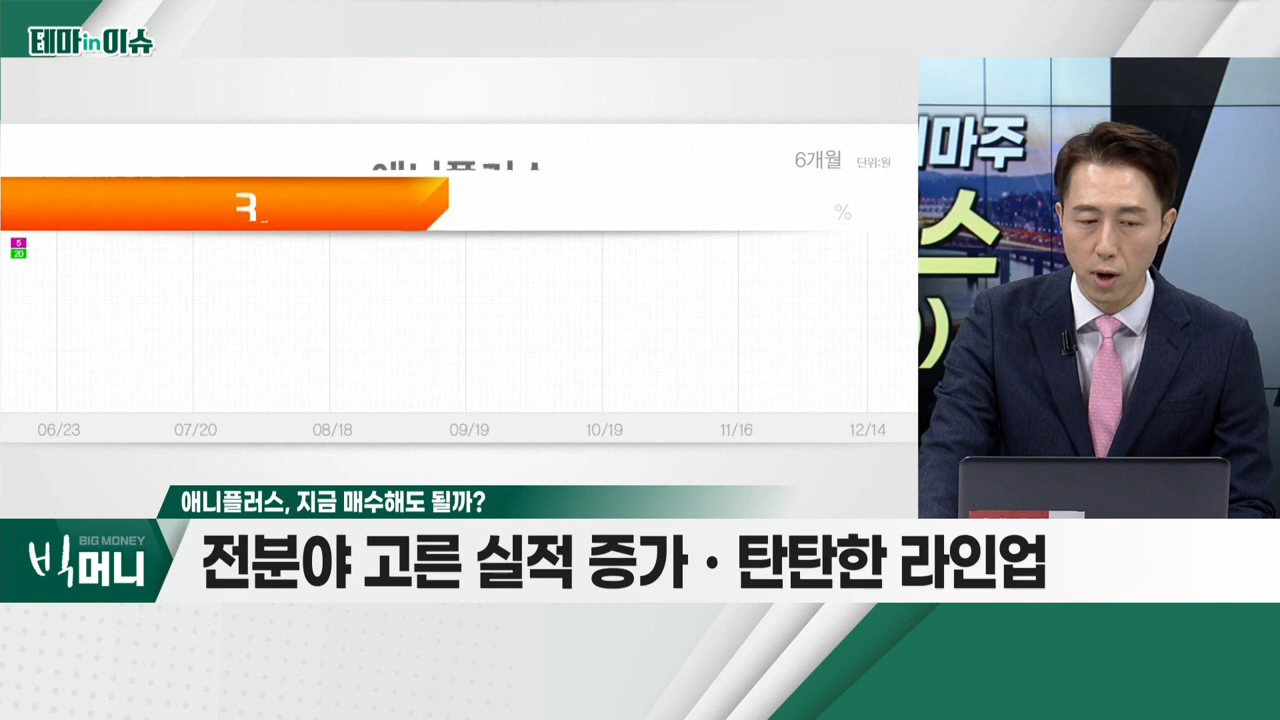 테마in이슈
마주
스
)
6개월 단위:원
%
5
20
06/23 07/20 08/18 09/19 10/19 11/16 12/14
애니플러스, 지금 매수해도 될까?
BIG MONEY
빅머니
전분야 고른 실적 증가 · 탄탄한 라인업